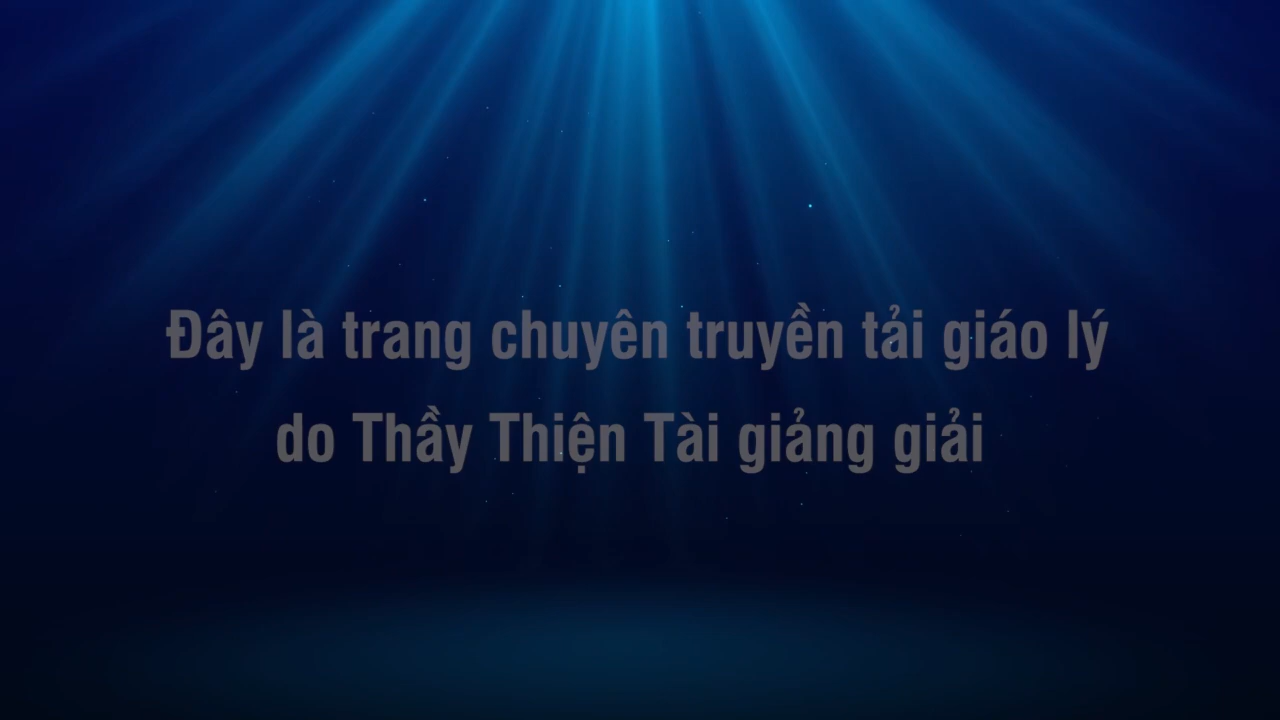 Đây là trang chuyên truyền tải giáo lý
do Thầy Thiện Tài giảng giải